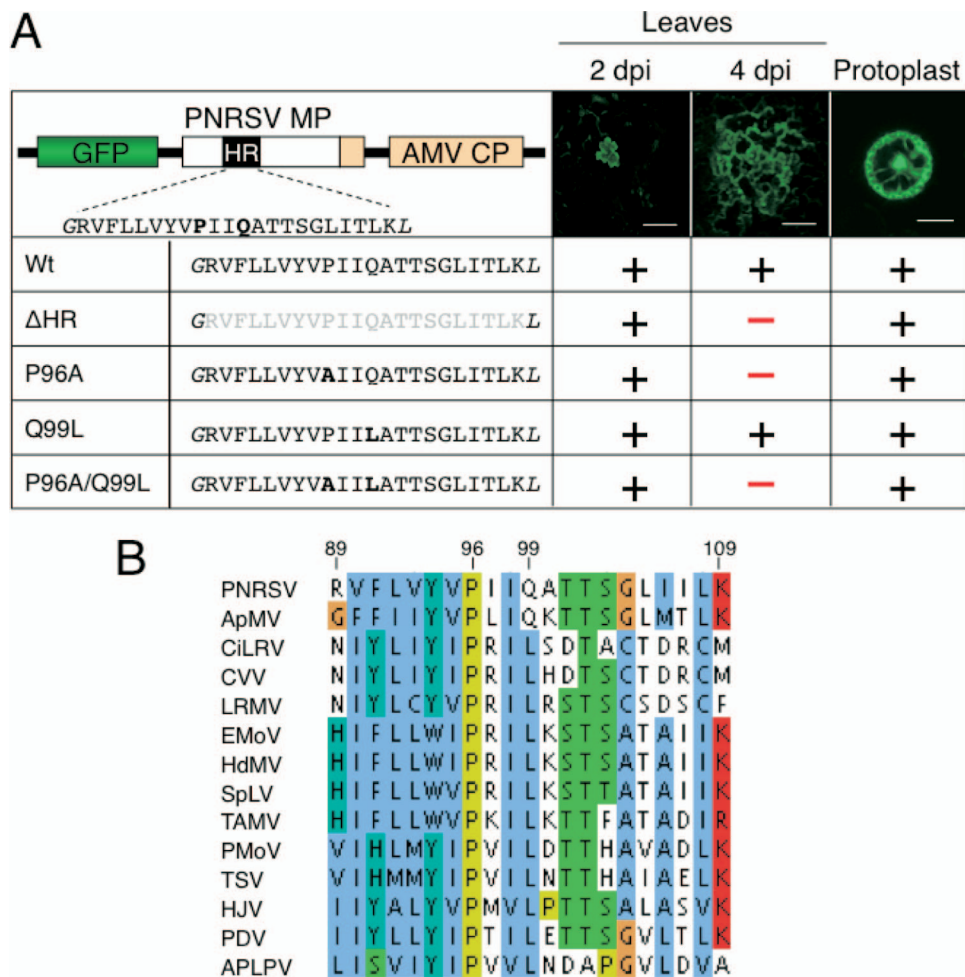 A
Leaves
2 dpi 4 dpi Protoplast
PNRSV MP
GFP HR AMV CP
GRVFLLVYVPIIQATTSGLITLKL
Wt GRVFLLVYVPIIQATTSGLITLKL + + +
ΔHR GRVFLLVYVPIIQATTSGLITLKL + − +
P96A GRVFLLVYVAIIQATTSGLITLKL + − +
Q99L GRVFLLVYVPIILATTSGLITLKL + + +
P96A/Q99L GRVFLLVYVAIILATTSGLITLKL + − +
B
89 96 99 109
PNRSV RVFLVYVPIIQATTSGLIILK
ApMV GFFIIYVPLIQKTTSGLMTLK
CiLRV NIYLIYIPRILSDTACTDRCM
CVV NIYLIYIPRILHDTSCTDRCM
LRMV NIYLCYVPRILRSTSCSDSCF
EMoV HIFLLWIPRILKSTSATAIIK
HdMV HIFLLWVPRILKSTSATAIIK
SpLV HIFLLWVPRILKSTTATAIIK
TAMV HIFLLWVPKILKTTFATADIR
PMoV VIHLMYIPVILDTTHAVADLK
TSV VIHMMYIPVILNTTHAIAELK
HJV IIYALYVPMVLPTTSALASVK
PDV IIYLLYIPTILETTSGVLTLK
APLPV LISVIYIPVVLNDAPGVLDVA